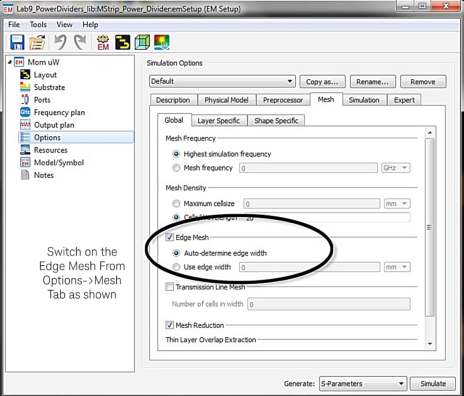 Lab9_PowerDividers_lib:MStrip_Power_Divider:emSetup (EM Setup)
File Tools View Help
EM
EM Mom uW
Layout
Substrate
Ports
Frequency plan
Output plan
Options
Resources
Model/Symbol
Notes
Switch on the
Edge Mesh From
Options->Mesh
Tab as shown
Simulation Options
Default Copy as... Rename... Remove
Description Physical Model Preprocessor Mesh Simulation Expert
Global Layer Specific Shape Specific
Mesh Frequency
Highest simulation frequency
Mesh frequency 0 GHz
Mesh Density
Maximum cellsize 0 mm
Cells/wavelength 20
Edge Mesh
Auto-determine edge width
Use edge width 0 mm
Transmission Line Mesh
Number of cells in width 0
Mesh Reduction
Thin Layer Overlap Extraction
Generate: S-Parameters Simulate